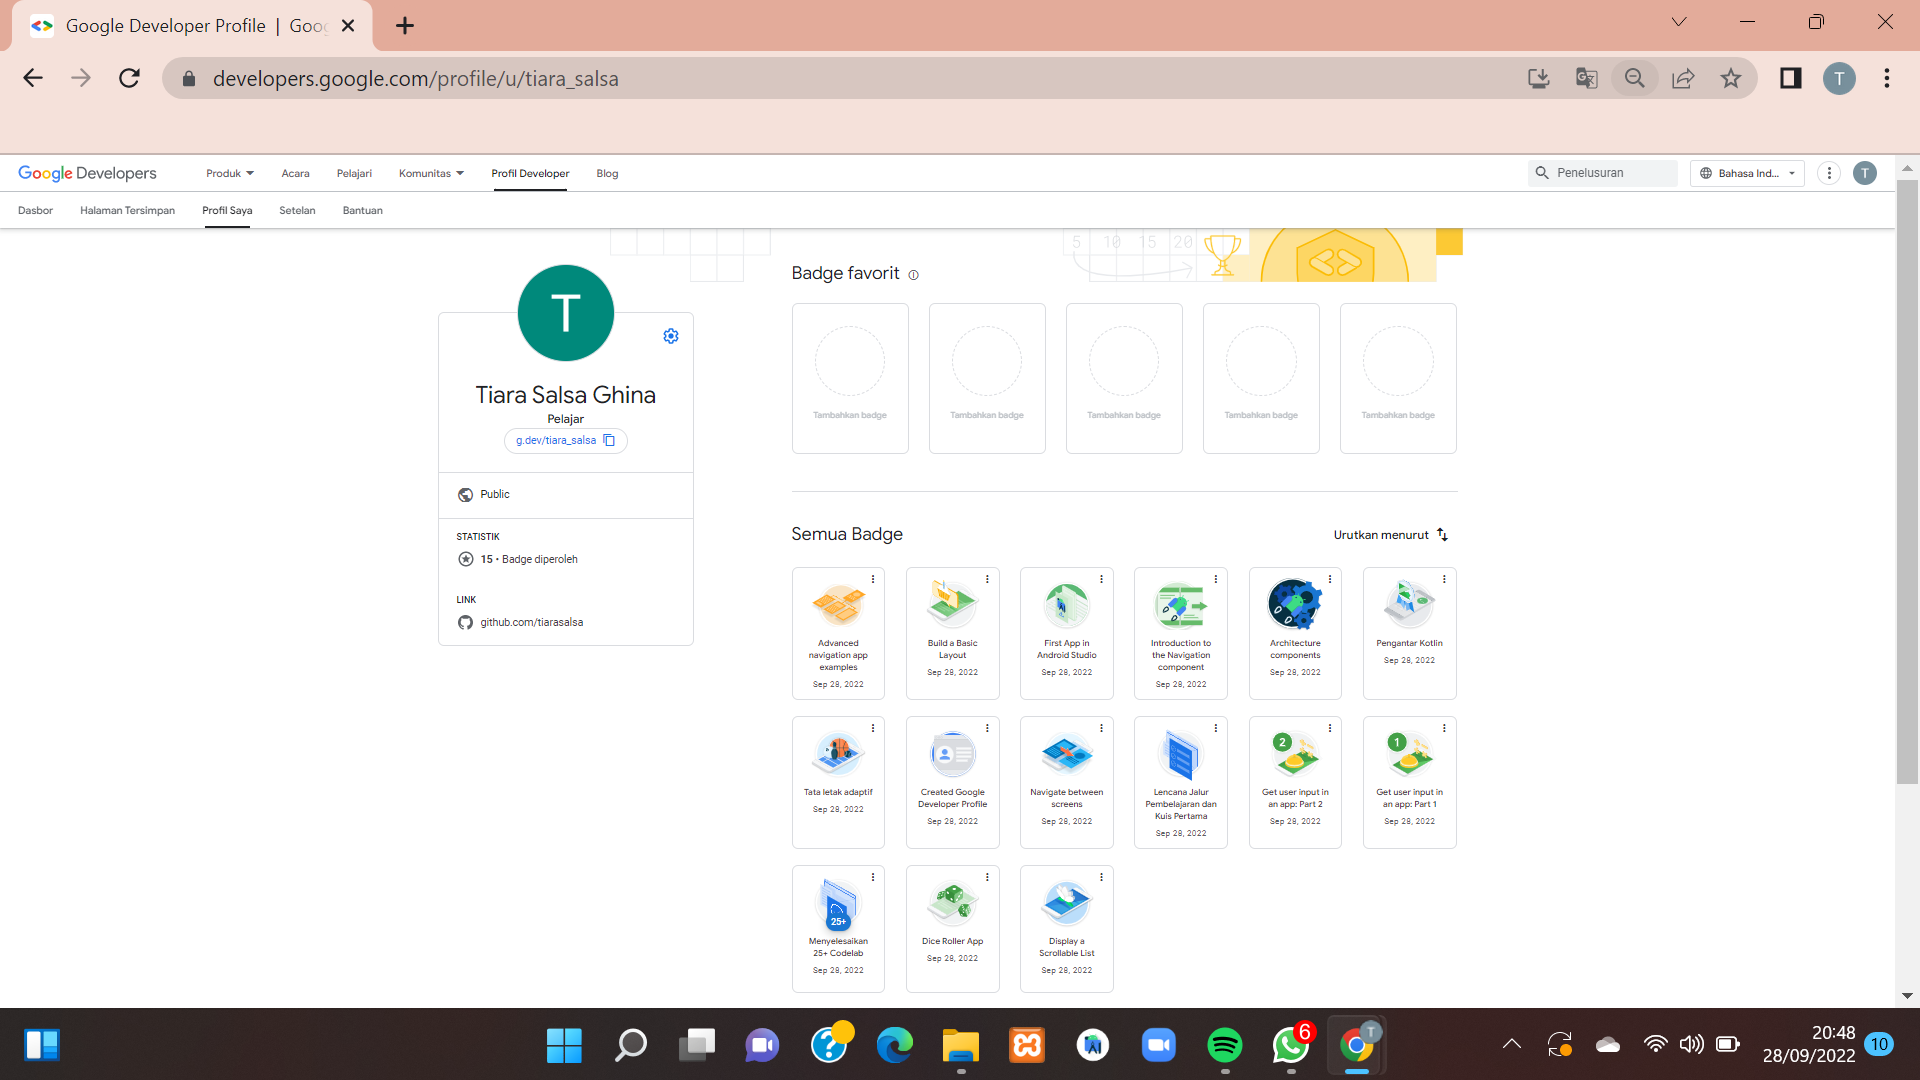 Google Developer Profile | Goo
developers.google.com/profile/u/tiara_salsa
T
Google Developers
Produk
Acara
Pelajari
Komunitas
Profil Developer
Blog
Penelusuran
Bahasa Ind...
T
Dasbor
Halaman Tersimpan
Profil Saya
Setelan
Bantuan
5 10 15 20
T
Tiara Salsa Ghina
Pelajar
g.dev/tiara_salsa
Public
STATISTIK
15 • Badge diperoleh
LINK
github.com/tiarasalsa
Badge favorit
Tambahkan badge
Tambahkan badge
Tambahkan badge
Tambahkan badge
Tambahkan badge
Semua Badge
Urutkan menurut
Advanced
navigation app
examples
Sep 28, 2022
Build a Basic
Layout
Sep 28, 2022
First App in
Android Studio
Sep 28, 2022
Introduction to
the Navigation
component
Sep 28, 2022
Architecture
components
Sep 28, 2022
Pengantar Kotlin
Sep 28, 2022
Tata letak adaptif
Sep 28, 2022
Created Google
Developer Profile
Sep 28, 2022
Navigate between
screens
Sep 28, 2022
Lencana Jalur
Pembelajaran dan
Kuis Pertama
Sep 28, 2022
2
Get user input in
an app: Part 2
Sep 28, 2022
1
Get user input in
an app: Part 1
Sep 28, 2022
25+
Menyelesaikan
25+ Codelab
Sep 28, 2022
Dice Roller App
Sep 28, 2022
Display a
Scrollable List
Sep 28, 2022
6
T
20:48
28/09/2022
10